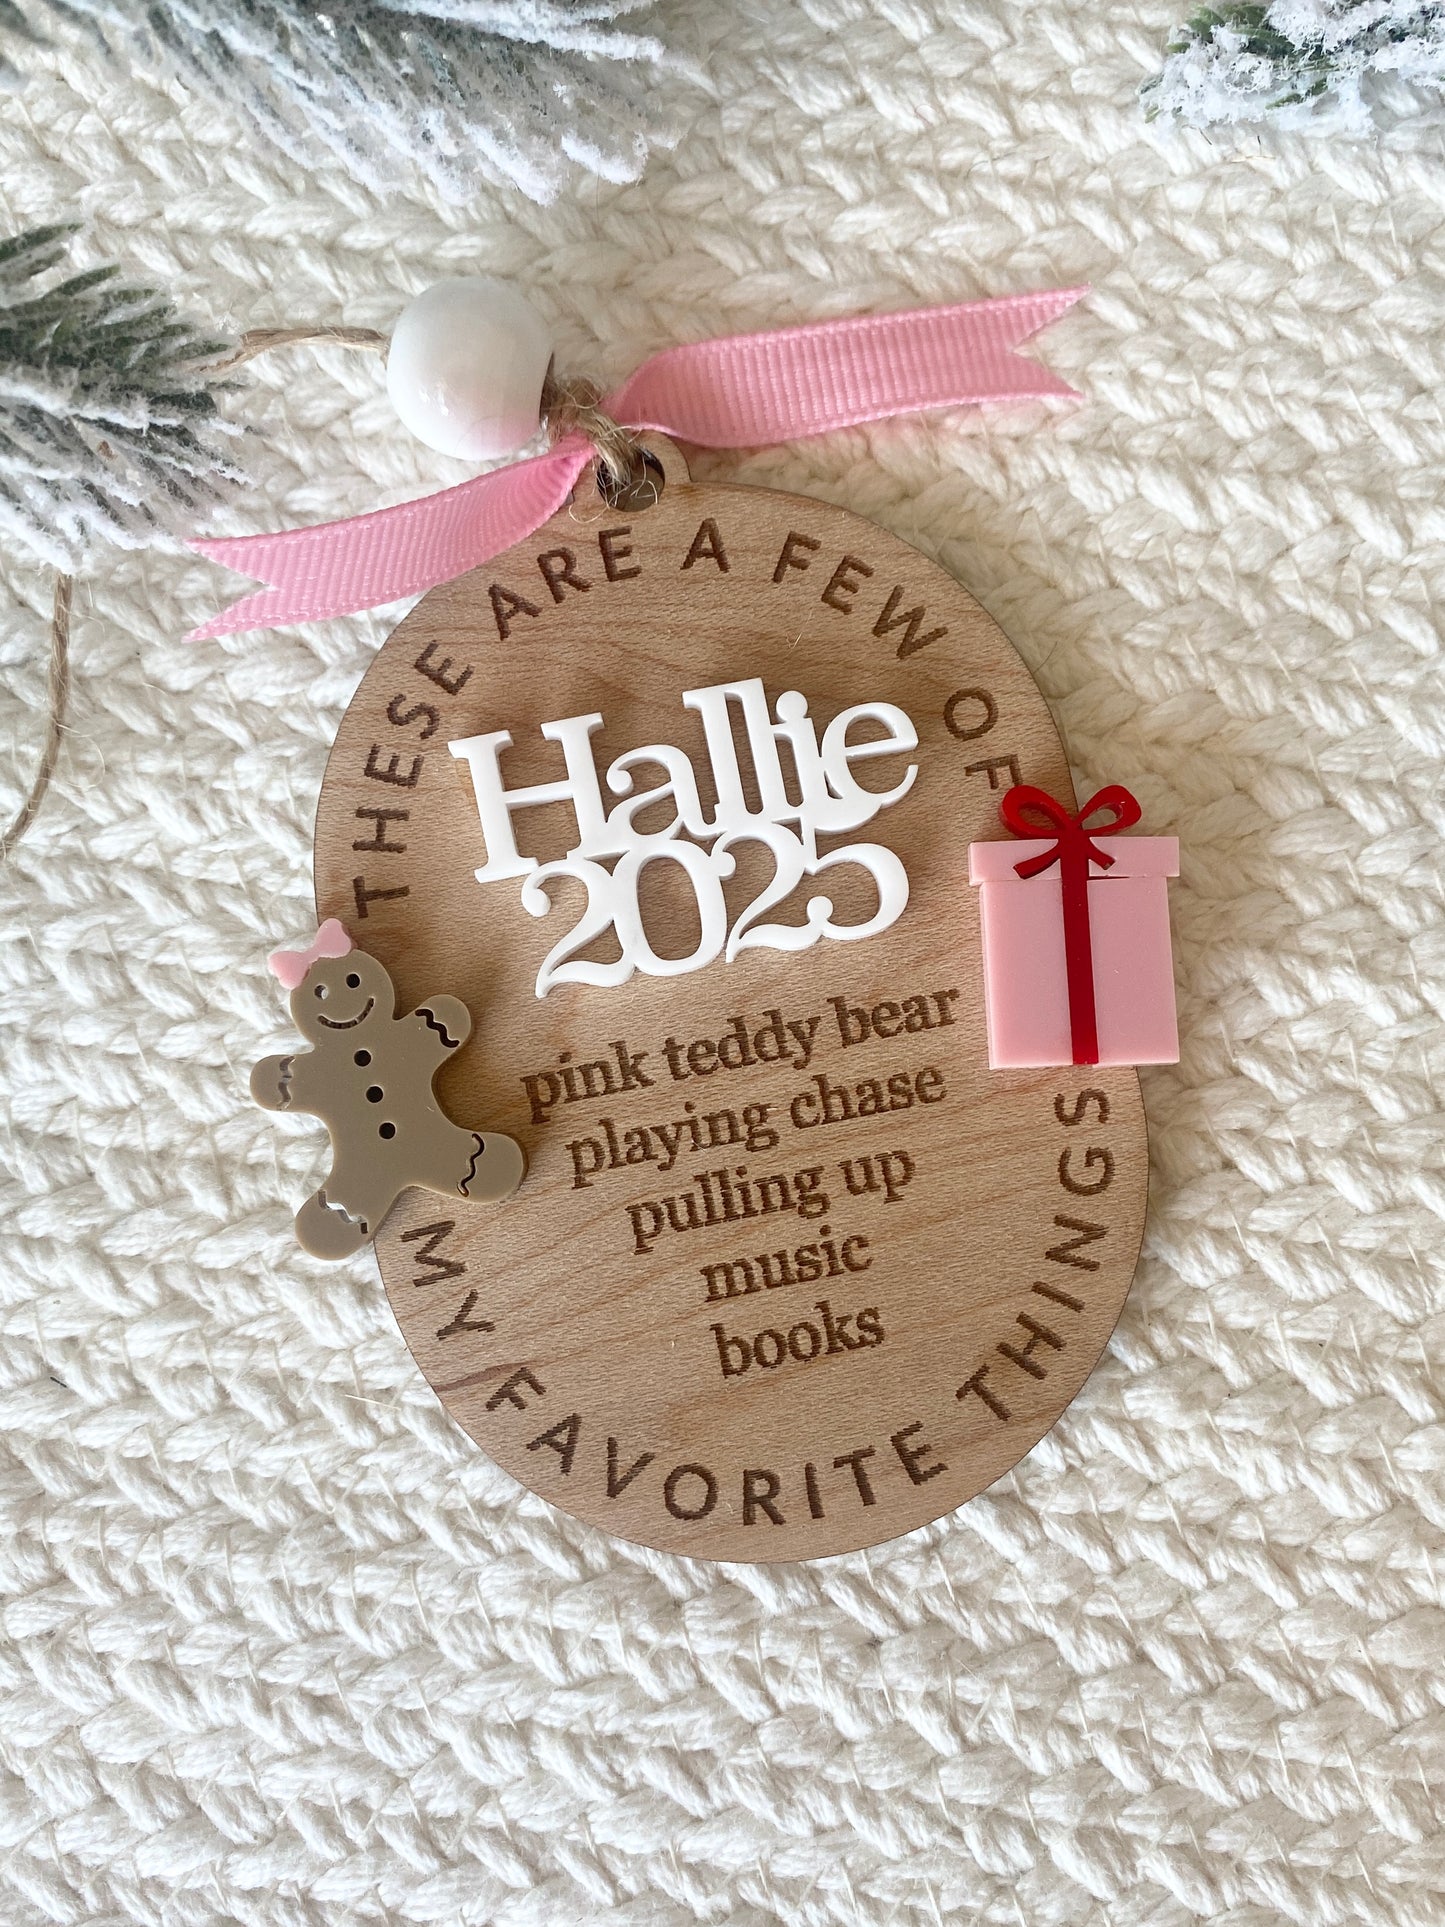 THESE ARE A FEW OF
Hallie
2025
pink teddy bear
playing chase
pulling up
music
books
MY FAVORITE THINGS